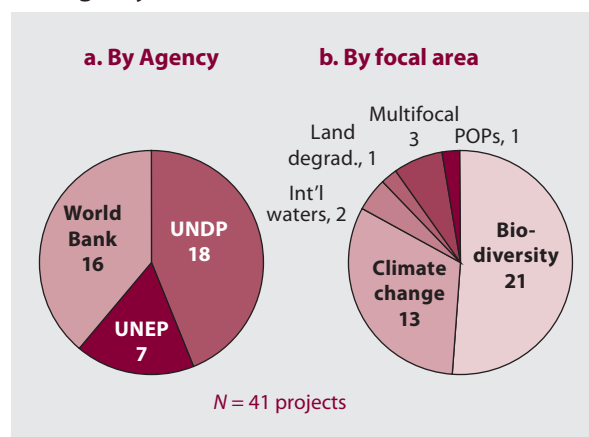 a. By Agency
World
Bank
16
UNDP
18
UNEP
7
b. By focal area
Multifocal
3
POPs, 1
Land
degrad., 1
Int'l
waters, 2
Bio-
diversity
21
Climate
change
13
N = 41 projects